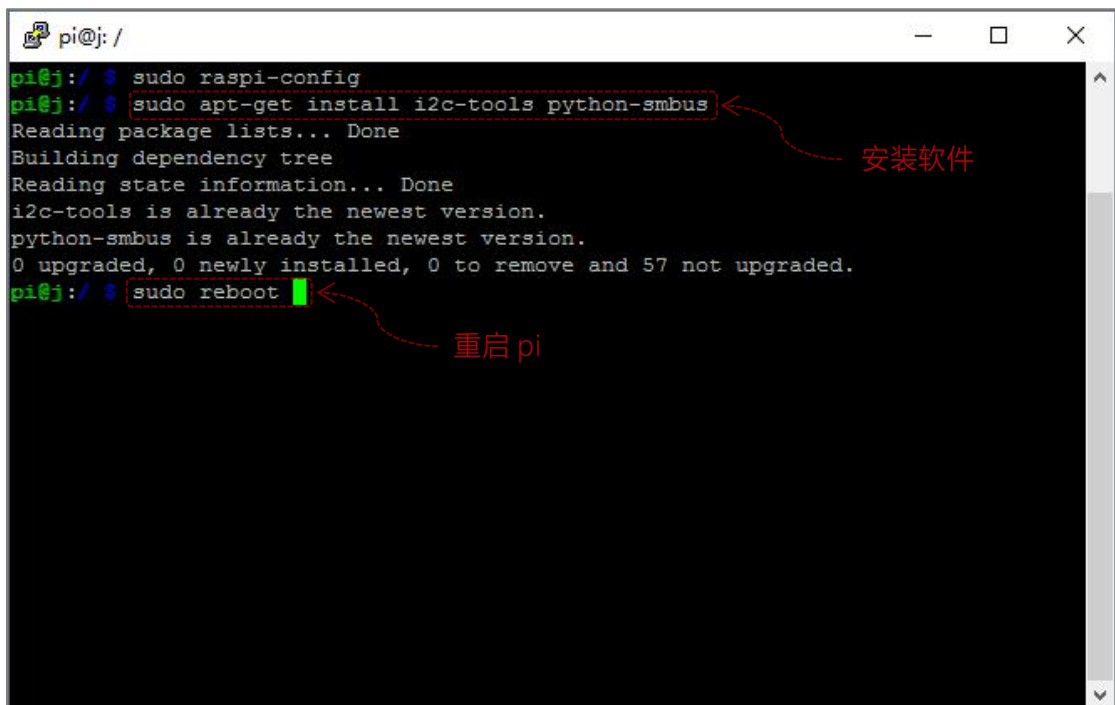 pi@j: /
pi@j:/ $ sudo raspi-config
pi@j:/ $ sudo apt-get install i2c-tools python-smbus
Reading package lists... Done
Building dependency tree
安装软件
Reading state information... Done
i2c-tools is already the newest version.
python-smbus is already the newest version.
0 upgraded, 0 newly installed, 0 to remove and 57 not upgraded.
pi@j:/ $ sudo reboot
重启 pi